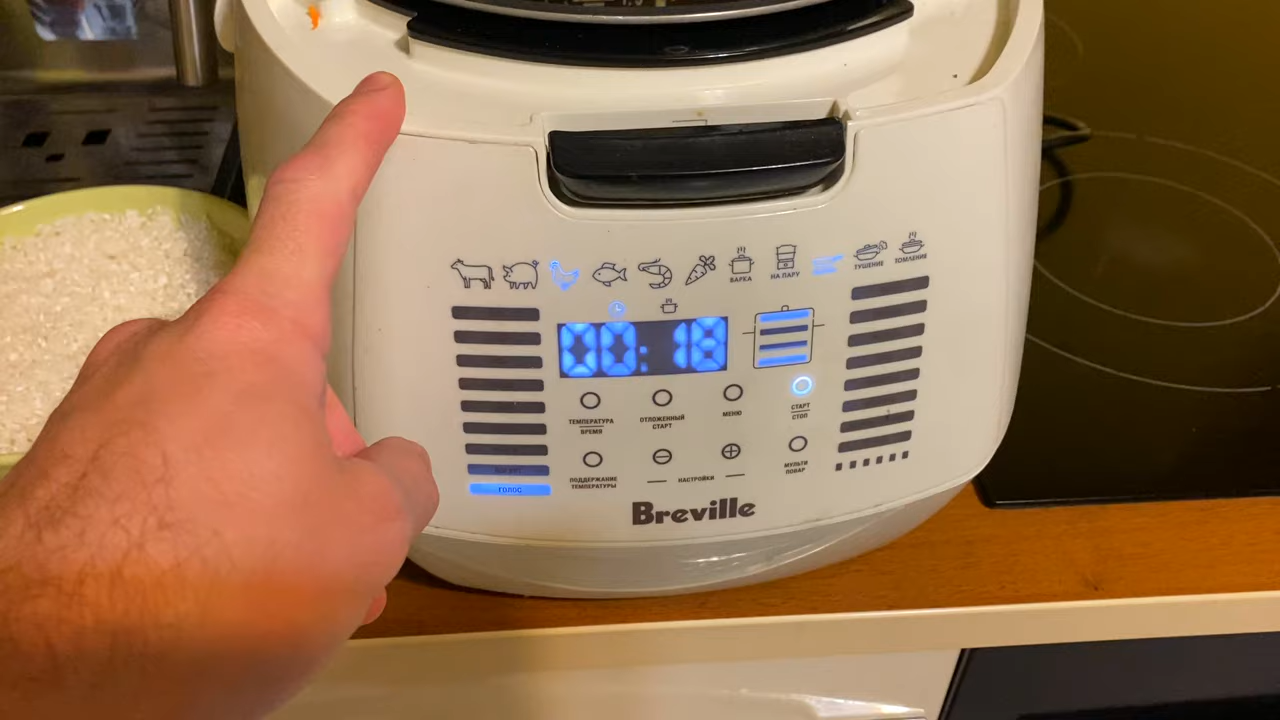 ВАРКА
НА ПАРУ
ТУШЕНИЕ
ТОМЛЕНИЕ
00:18
ТЕМПЕРАТУРА
ВРЕМЯ
ОТЛОЖЕННЫЙ
СТАРТ
МЕНЮ
СТАРТ
СТОП
ПОДДЕРЖАНИЕ
ТЕМПЕРАТУРЫ
НАСТРОЙКИ
МУЛЬТИ
ПОВАР
ГОЛОС
Breville